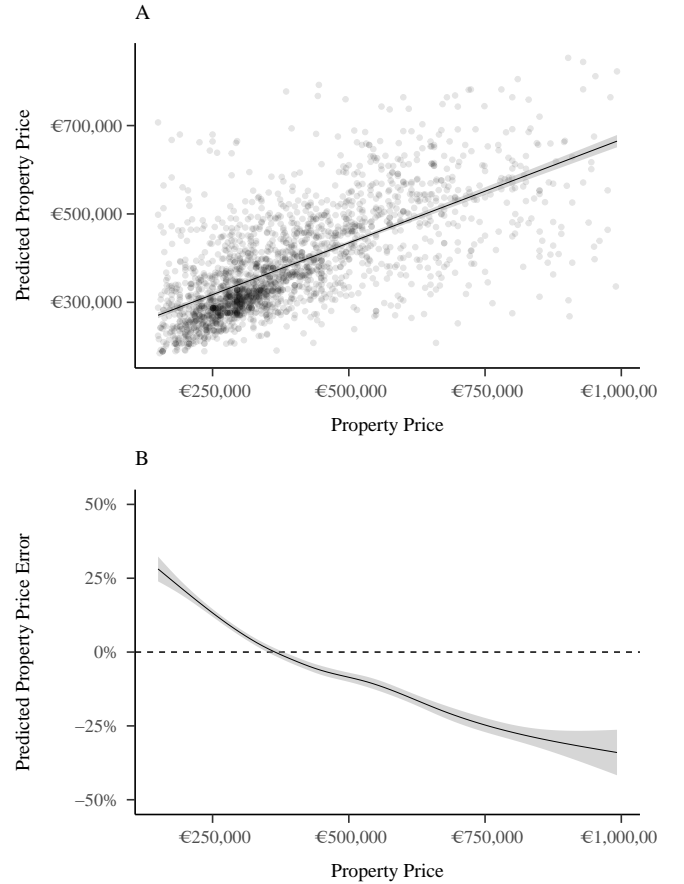 A
Predicted Property Price
€700,000
€500,000
€300,000
€250,000 €500,000 €750,000 €1,000,00
Property Price
B
Predicted Property Price Error
50%
25%
0%
−25%
−50%
€250,000 €500,000 €750,000 €1,000,00
Property Price